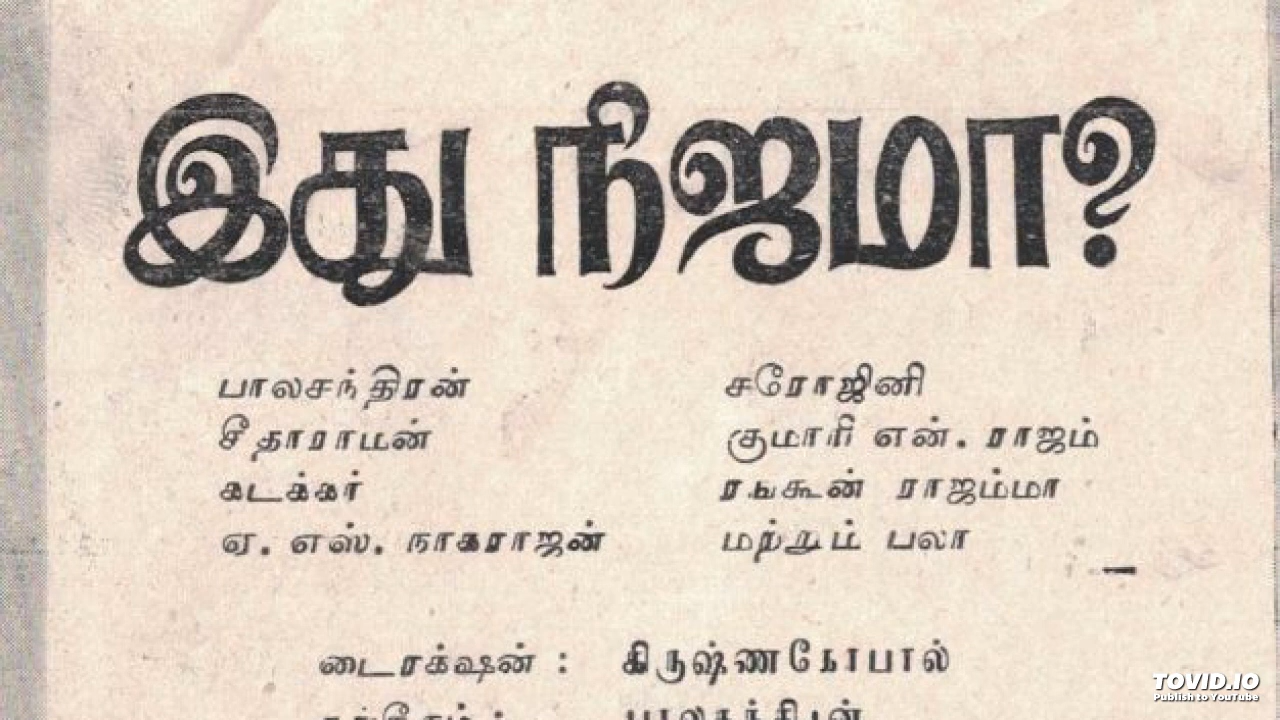 இது நிஜமா?
பாலசந்திரன்
சீதாராமன்
கடக்கர்
ஏ. எஸ். நாகராஜன்
சரோஜினி
குமாரி என். ராஜம்
ரங்கூன் ராஜம்மா
மற்றும் பலர்
டைரக்‌ஷன் : கிருஷ்ணகோபால்
TOVID.IO
Publish to YouTube